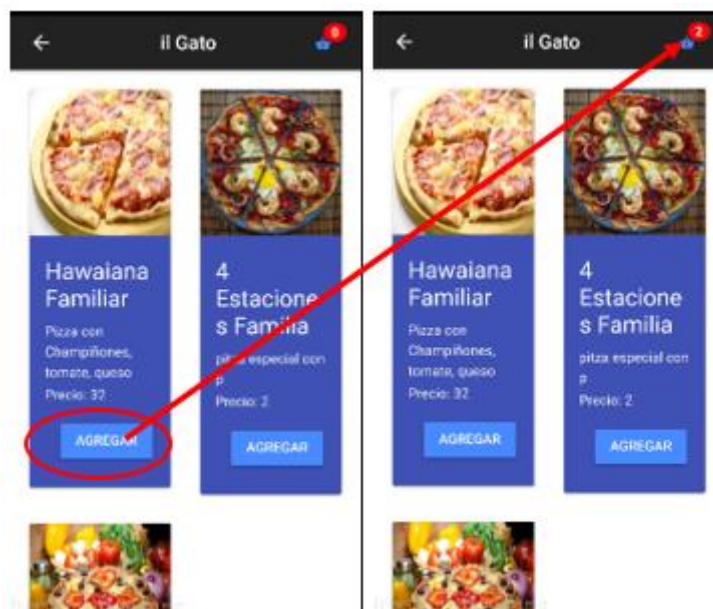 il Gato
0
Hawaiana
Familiar
Pizza con
Champiñones,
tomate, queso
Precio: 32
AGREGAR
4
Estacione
s Familia
pitza especial con
p
Precio: 2
AGREGAR
il Gato
2
Hawaiana
Familiar
Pizza con
Champiñones,
tomate, queso
Precio: 32
AGREGAR
4
Estacione
s Familia
pitza especial con
p
Precio: 2
AGREGAR